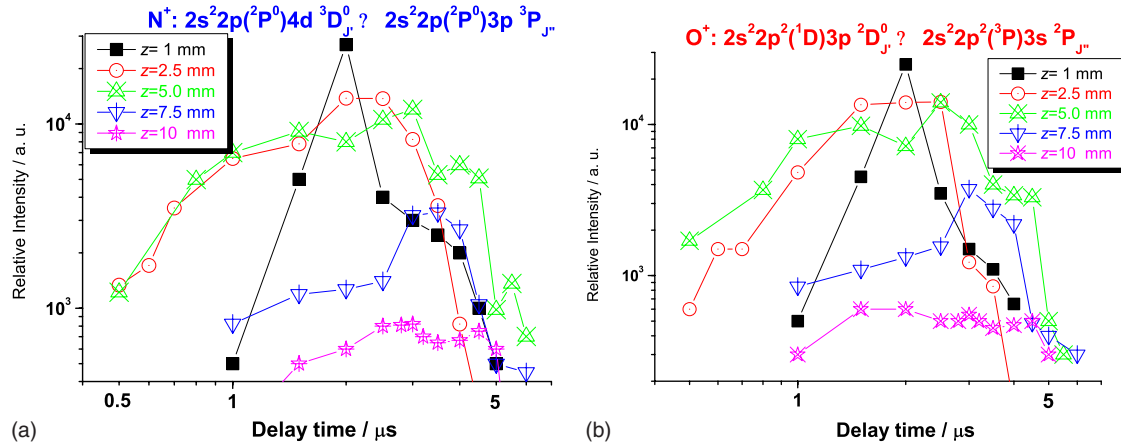 N⁺: 2s²2p(²P⁰)4d ³D⁰J' ? 2s²2p(²P⁰)3p ³PJ''
z= 1 mm
z=2.5 mm
z=5.0 mm
z=7.5 mm
z=10 mm
Relative Intensity / a. u.
10⁴
10³
0.5
1
5
Delay time / μs
(a)
O⁺: 2s²2p²(¹D)3p ²D⁰J' ? 2s²2p²(³P)3s ²PJ''
z= 1 mm
z=2.5 mm
z=5.0 mm
z=7.5 mm
z=10 mm
Relative Intensity / a. u.
10⁴
10³
1
5
Delay time / μs
(b)